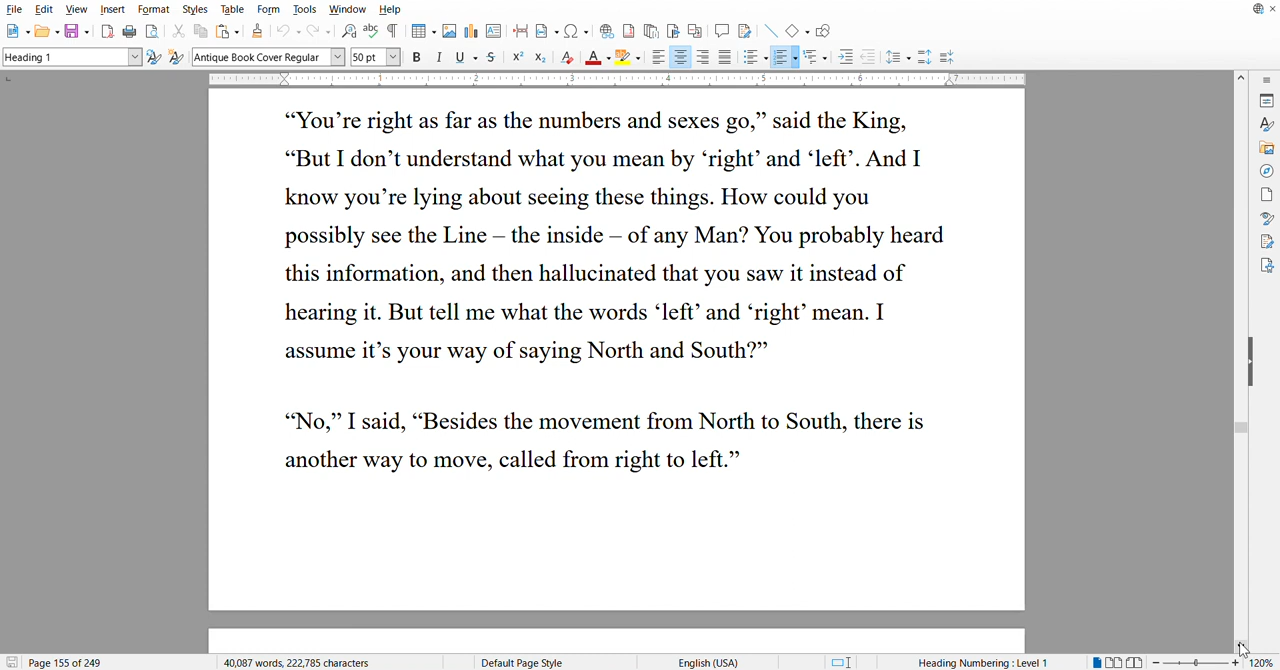 File Edit View Insert Format Styles Table Form Tools Window Help
Heading 1 Antique Book Cover Regular 50 pt
“You’re right as far as the numbers and sexes go,” said the King,
“But I don’t understand what you mean by ‘right’ and ‘left’. And I
know you’re lying about seeing these things. How could you
possibly see the Line – the inside – of any Man? You probably heard
this information, and then hallucinated that you saw it instead of
hearing it. But tell me what the words ‘left’ and ‘right’ mean. I
assume it’s your way of saying North and South?”
“No,” I said, “Besides the movement from North to South, there is
another way to move, called from right to left.”
Page 155 of 249 40,087 words, 222,785 characters Default Page Style English (USA) Heading Numbering : Level 1 120%